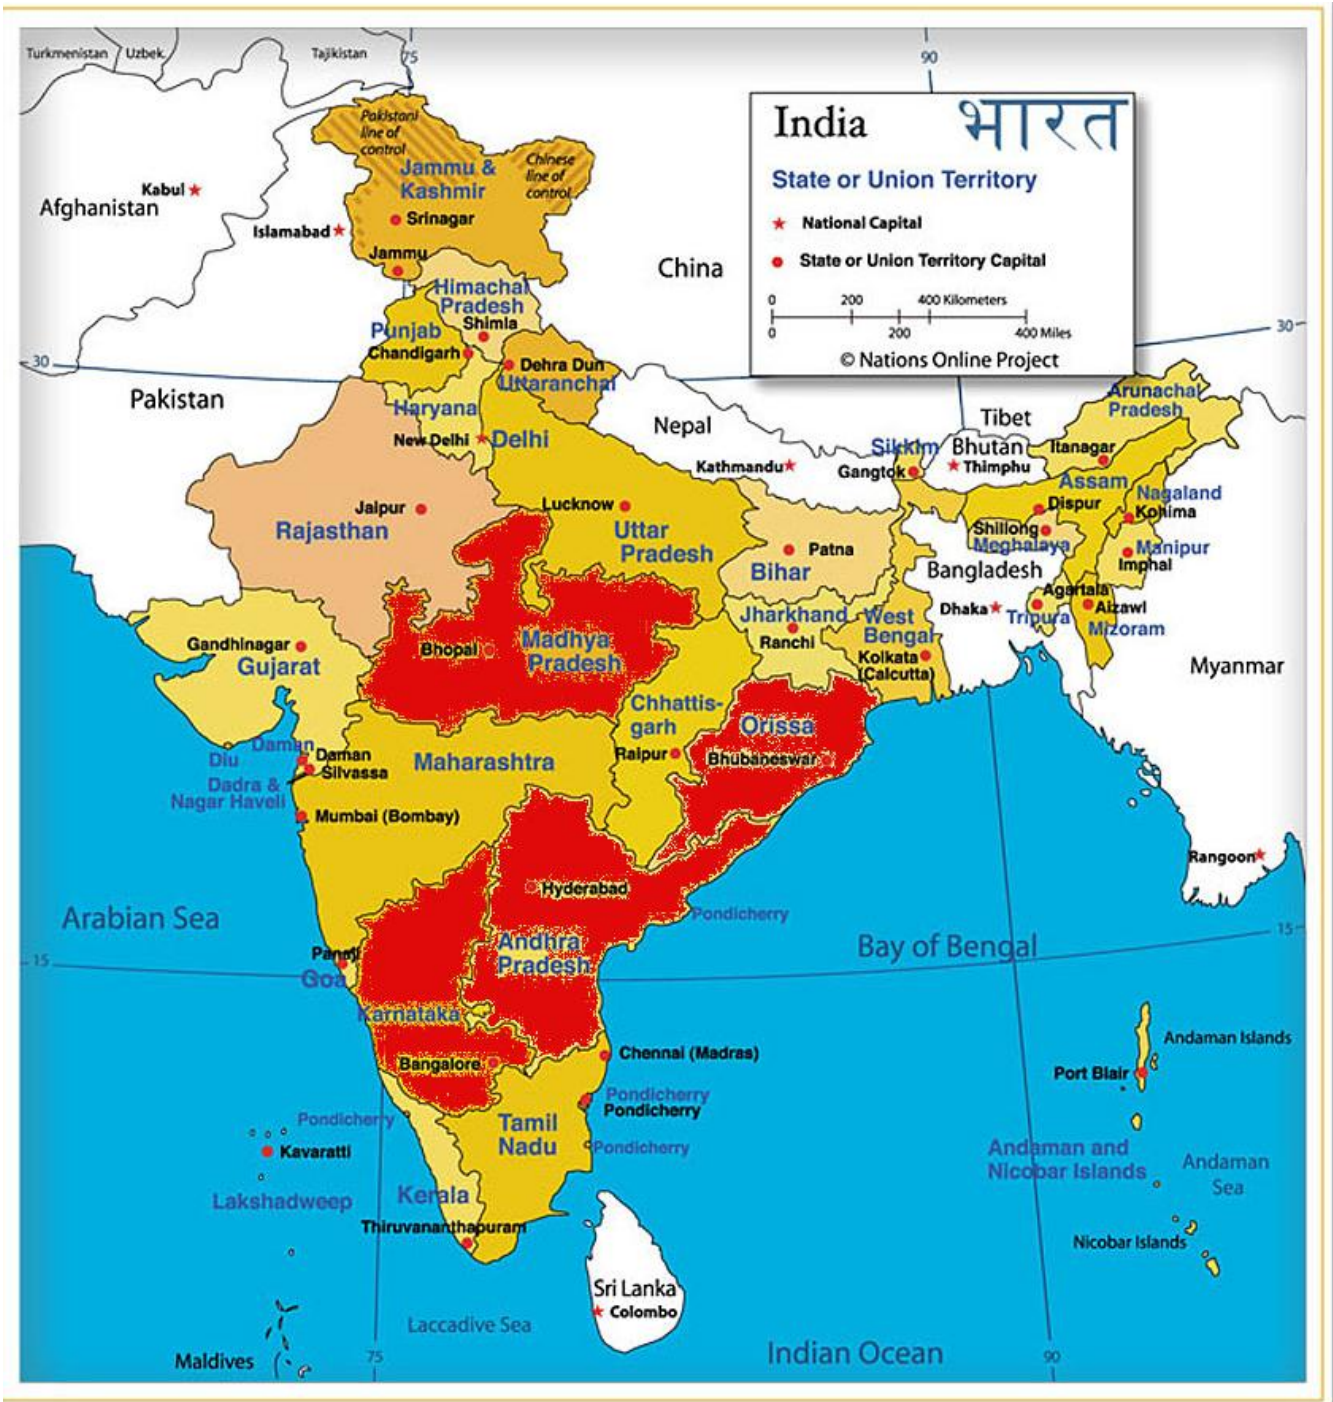 Turkmenistan
Uzbek.
Tajikistan
75
90
Pakistani
line of
control
Chinese
line of
control
Jammu &
Kashmir
Srinagar
Jammu
Kabul
Afghanistan
Islamabad
China
India भारत
State or Union Territory
National Capital
State or Union Territory Capital
0 200 400 Kilometers
0 200 400 Miles
© Nations Online Project
Himachal
Pradesh
Shimla
Punjab
Chandigarh
30
30
Dehra Dun
Uttaranchal
Pakistan
Haryana
New Delhi
Delhi
Nepal
Kathmandu
Tibet
Sikkim
Gangtok
Bhutan
Thimphu
Arunachal
Pradesh
Itanagar
Assam
Dispur
Nagaland
Kohima
Shillong
Meghalaya
Manipur
Imphal
Jaipur
Rajasthan
Lucknow
Uttar
Pradesh
Patna
Bihar
Bangladesh
Dhaka
Agartala
Tripura
Aizawl
Mizoram
Jharkhand
Ranchi
West
Bengal
Kolkata
(Calcutta)
Gandhinagar
Gujarat
Bhopal
Madhya
Pradesh
Myanmar
Chhattis-
garh
Raipur
Orissa
Bhubaneswar
Daman
Diu
Daman
Silvassa
Dadra &
Nagar Haveli
Maharashtra
Mumbai (Bombay)
Rangoon
Hyderabad
Arabian Sea
Pondicherry
Andhra
Pradesh
Bay of Bengal
15
15
Panaji
Goa
Karnataka
Bangalore
Chennai (Madras)
Andaman Islands
Port Blair
Pondicherry
Pondicherry
Pondicherry
Pondicherry
Tamil
Nadu
Kavaratti
Lakshadweep
Kerala
Thiruvananthapuram
Andaman and
Nicobar Islands
Andaman
Sea
Nicobar Islands
Sri Lanka
Colombo
Laccadive Sea
Indian Ocean
Maldives
75
90